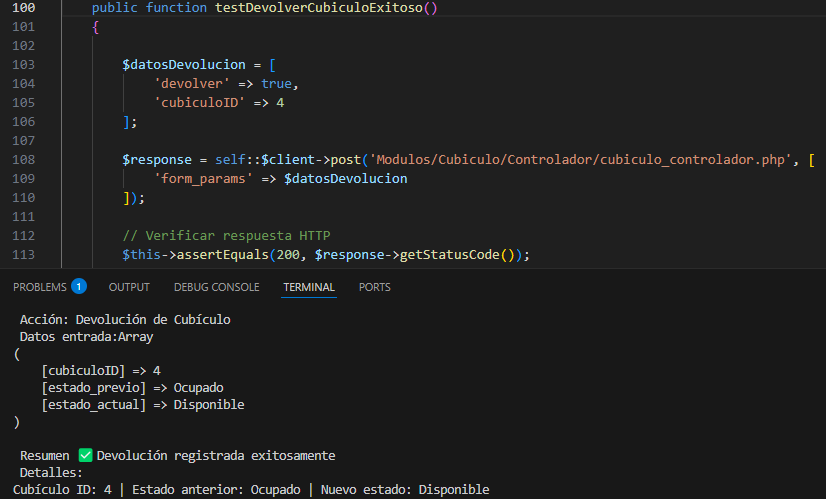 100 public function testDevolverCubiculoExitoso()
101 {
102
103 $datosDevolucion = [
104 'devolver' => true,
105 'cubiculoID' => 4
106 ];
107
108 $response = self::$client->post('Modulos/Cubiculo/Controlador/cubiculo_controlador.php', [
109 'form_params' => $datosDevolucion
110 ]);
111
112 // Verificar respuesta HTTP
113 $this->assertEquals(200, $response->getStatusCode());
PROBLEMS 1 OUTPUT DEBUG CONSOLE TERMINAL PORTS
Acción: Devolución de Cubículo
Datos entrada:Array
(
[cubiculoID] => 4
[estado_previo] => Ocupado
[estado_actual] => Disponible
)
Resumen ✅ Devolución registrada exitosamente
Detalles:
Cubículo ID: 4 | Estado anterior: Ocupado | Nuevo estado: Disponible